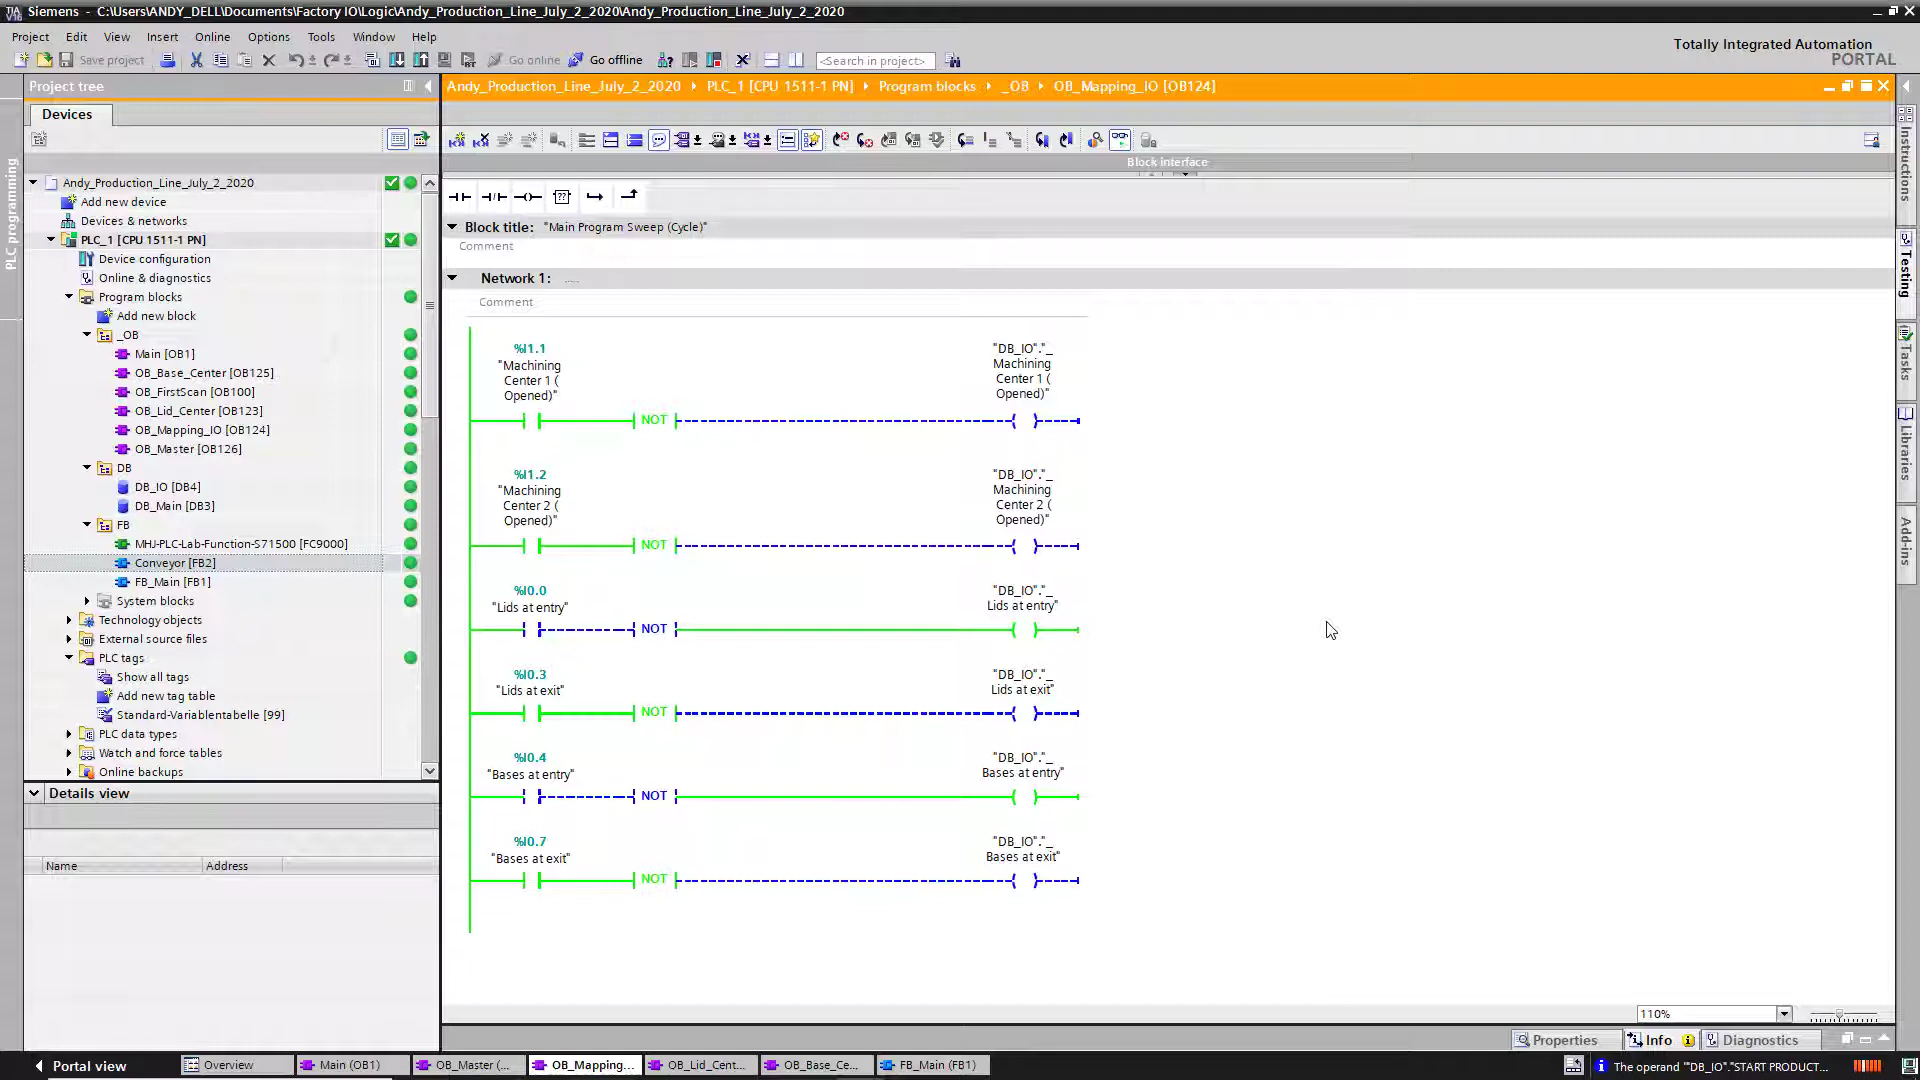 Siemens - C:\Users\ANDY_DELL\Documents\Factory IO\Logic\Andy_Production_Line_July_2_2020\Andy_Production_Line_July_2_2020
Project Edit View Insert Online Options Tools Window Help
Totally Integrated Automation
PORTAL
Save project Go online Go offline <Search in project>
Project tree
Andy_Production_Line_July_2_2020 PLC_1 [CPU 1511-1 PN] Program blocks _OB OB_Mapping_IO [OB124]
Devices
Block interface
PLC programming
Andy_Production_Line_July_2_2020
Add new device
Devices & networks
PLC_1 [CPU 1511-1 PN]
Device configuration
Online & diagnostics
Program blocks
Add new block
_OB
Main [OB1]
OB_Base_Center [OB125]
OB_FirstScan [OB100]
OB_Lid_Center [OB123]
OB_Mapping_IO [OB124]
OB_Master [OB126]
DB
DB_IO [DB4]
DB_Main [DB3]
FB
MHJ-PLC-Lab-Function-S71500 [FC9000]
Conveyor [FB2]
FB_Main [FB1]
System blocks
Technology objects
External source files
PLC tags
Show all tags
Add new tag table
Standard-Variablentabelle [99]
PLC data types
Watch and force tables
Online backups
Details view
Name Address
Block title: "Main Program Sweep (Cycle)"
Comment
Network 1: .....
Comment
%I1.1
"Machining
Center 1 (
Opened)"
NOT
"DB_IO"."_
Machining
Center 1 (
Opened)"
%I1.2
"Machining
Center 2 (
Opened)"
NOT
"DB_IO"."_
Machining
Center 2 (
Opened)"
%I0.0
"Lids at entry"
NOT
"DB_IO"."_
Lids at entry"
%I0.3
"Lids at exit"
NOT
"DB_IO"."_
Lids at exit"
%I0.4
"Bases at entry"
NOT
"DB_IO"."_
Bases at entry"
%I0.7
"Bases at exit"
NOT
"DB_IO"."_
Bases at exit"
110%
Instructions
Testing
Tasks
Libraries
Add-ins
Properties Info Diagnostics
Portal view Overview Main (OB1) OB_Master (... OB_Mapping... OB_Lid_Cent... OB_Base_Ce... FB_Main (FB1)
The operand '"DB_IO"."START PRODUCT...